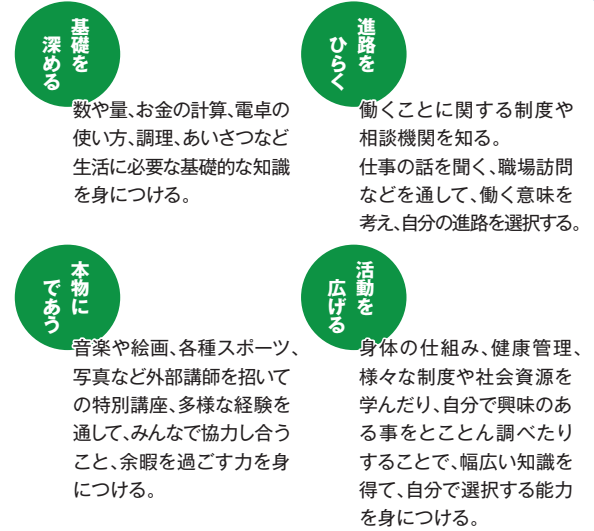 基礎を
深める
数や量、お金の計算、電卓の
使い方、調理、あいさつなど
生活に必要な基礎的な知識
を身につける。
進路を
ひらく
働くことに関する制度や
相談機関を知る。
仕事の話を聞く、職場訪問
などを通して、働く意味を
考え、自分の進路を選択する。
本物に
であう
音楽や絵画、各種スポーツ、
写真など外部講師を招いて
の特別講座、多様な経験を
通して、みんなで協力し合う
こと、余暇を過ごす力を身
につける。
活動を
広げる
身体の仕組み、健康管理、
様々な制度や社会資源を
学んだり、自分で興味のあ
る事をとことん調べたり
することで、幅広い知識を
得て、自分で選択する能力
を身につける。